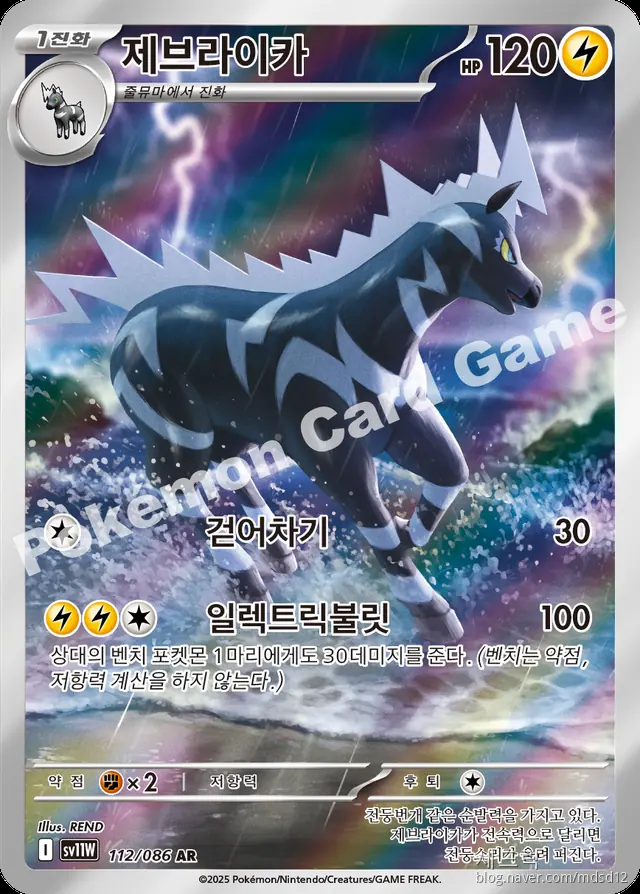 1진화
제브라이카
HP 120
줄뮤마에서 진화
Pokémon Card Game
걷어차기 30
일렉트릭불릿 100
상대의 벤치 포켓몬 1마리에게도 30데미지를 준다. (벤치는 약점,
저항력 계산을 하지 않는다.)
약점 ×2 저항력 후퇴
Illus. REND
I sv11W 112/086 AR
전등번개 같은 순발력을 가지고 있다.
제브라이카가 전속력으로 달리면
전등소리가 울려 퍼진다.
©2025 Pokémon/Nintendo/Creatures/GAME FREAK.
blog.naver.com/mdsd12